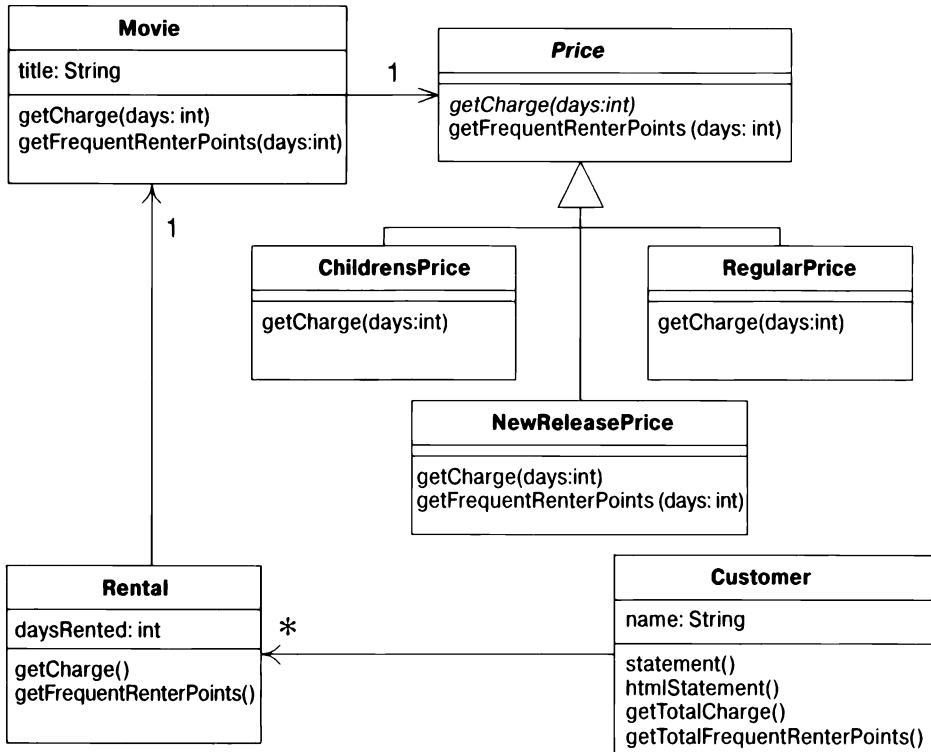 Movie
title: String
getCharge(days: int)
getFrequentRenterPoints(days:int)
1
Price
getCharge(days:int)
getFrequentRenterPoints (days: int)
1
ChildrensPrice
getCharge(days:int)
RegularPrice
getCharge(days:int)
NewReleasePrice
getCharge(days:int)
getFrequentRenterPoints (days: int)
Rental
daysRented: int
getCharge()
getFrequentRenterPoints()
*
Customer
name: String
statement()
htmlStatement()
getTotalCharge()
getTotalFrequentRenterPoints()